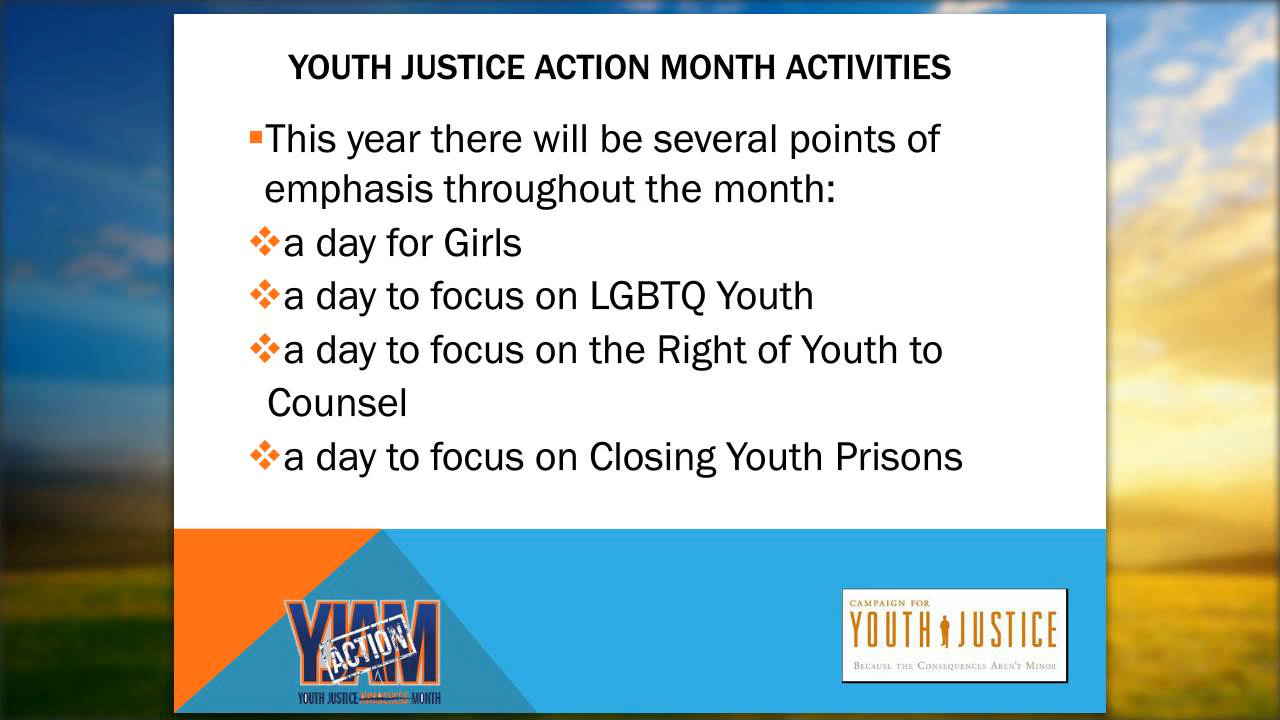 YOUTH JUSTICE ACTION MONTH ACTIVITIES
This year there will be several points of
emphasis throughout the month:
a day for Girls
a day to focus on LGBTQ Youth
a day to focus on the Right of Youth to
Counsel
a day to focus on Closing Youth Prisons
YJAM
ACTION
YOUTH JUSTICE AWARENESS MONTH
CAMPAIGN FOR
YOUTH JUSTICE
BECAUSE THE CONSEQUENCES AREN'T MINOR